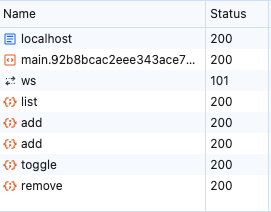 Name Status
localhost 200
main.92b8bcac2eee343ace7... 200
ws 101
list 200
add 200
add 200
toggle 200
remove 200